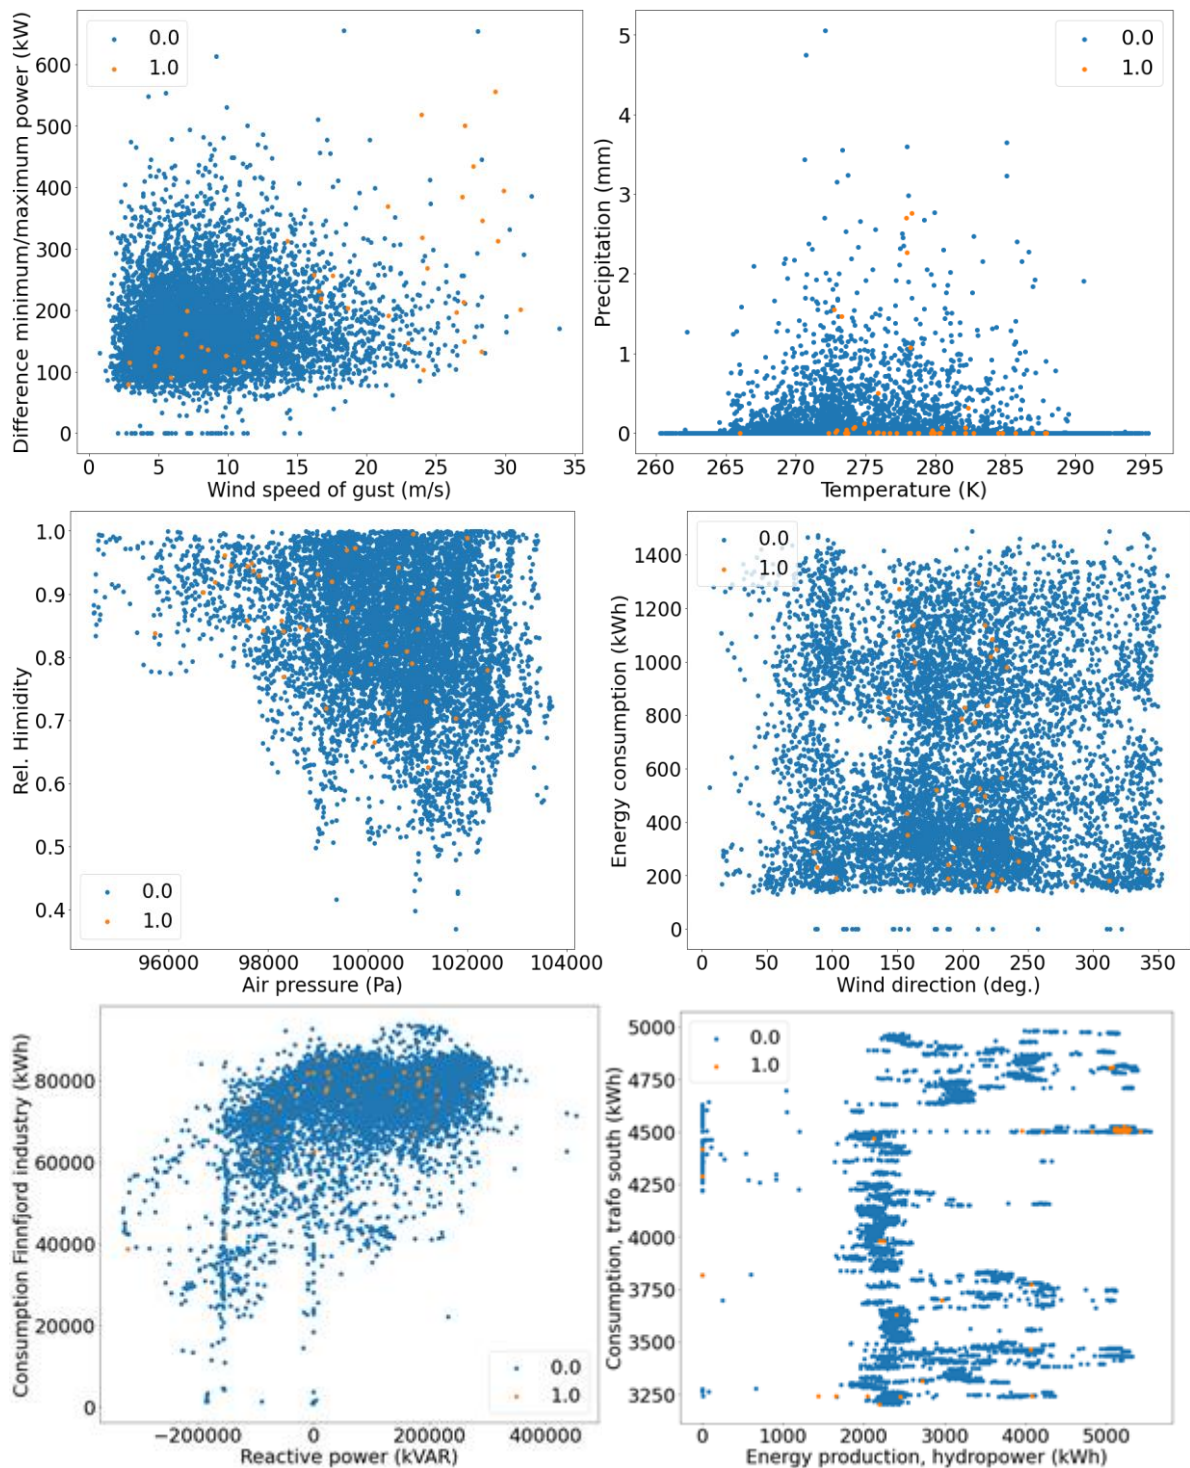 0.0
1.0
600
500
400
300
200
100
0
0 5 10 15 20 25 30 35
Wind speed of gust (m/s)
Difference minimum/maximum power (kW)
0.0
1.0
5
4
3
2
1
0
260 265 270 275 280 285 290 295
Temperature (K)
Precipitation (mm)
1.0
0.9
0.8
0.7
0.6
0.5
0.4
0.0
1.0
96000 98000 100000 102000 104000
Air pressure (Pa)
Rel. Himidity
0.0
1.0
1400
1200
1000
800
600
400
200
0
0 50 100 150 200 250 300 350
Wind direction (deg.)
Energy consumption (kWh)
80000
60000
40000
20000
0
0.0
1.0
−200000 0 200000 400000
Reactive power (kVAR)
Consumption Finnfjord industry (kWh)
0.0
1.0
5000
4750
4500
4250
4000
3750
3500
3250
0 1000 2000 3000 4000 5000
Energy production, hydropower (kWh)
Consumption, trafo south (kWh)